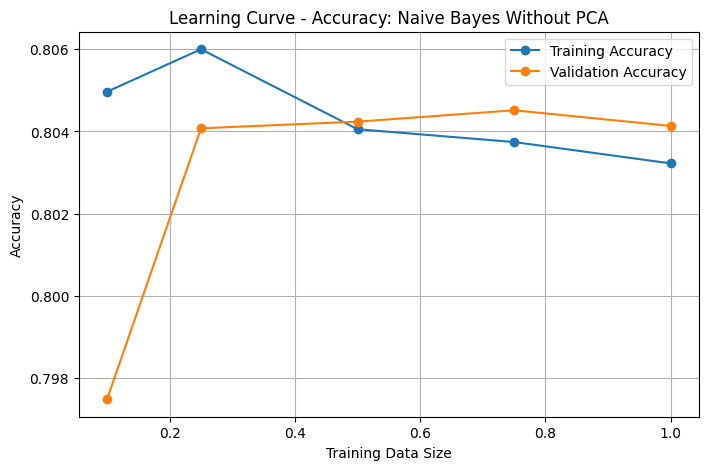 Learning Curve - Accuracy: Naive Bayes Without PCA
Training Accuracy
Validation Accuracy
Accuracy
0.806
0.804
0.802
0.800
0.798
0.2 0.4 0.6 0.8 1.0
Training Data Size